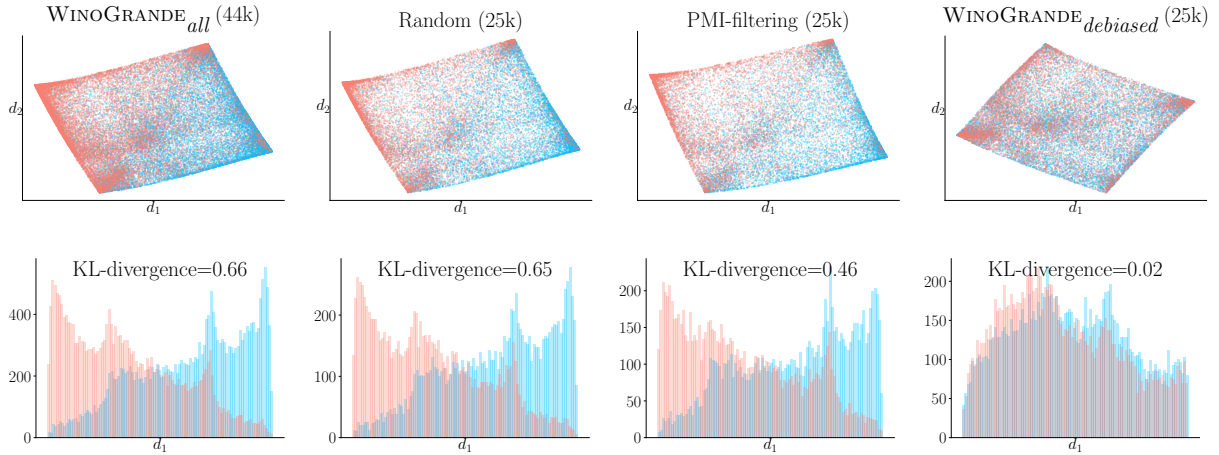 WINOGRANDE all (44k)
Random (25k)
PMI-filtering (25k)
WINOGRANDE debiased (25k)
d2
d1
d2
d1
d2
d1
d2
d1
KL-divergence=0.66
400
200
0
d1
KL-divergence=0.65
200
100
0
d1
KL-divergence=0.46
200
150
100
50
0
d1
KL-divergence=0.02
200
150
100
50
0
d1